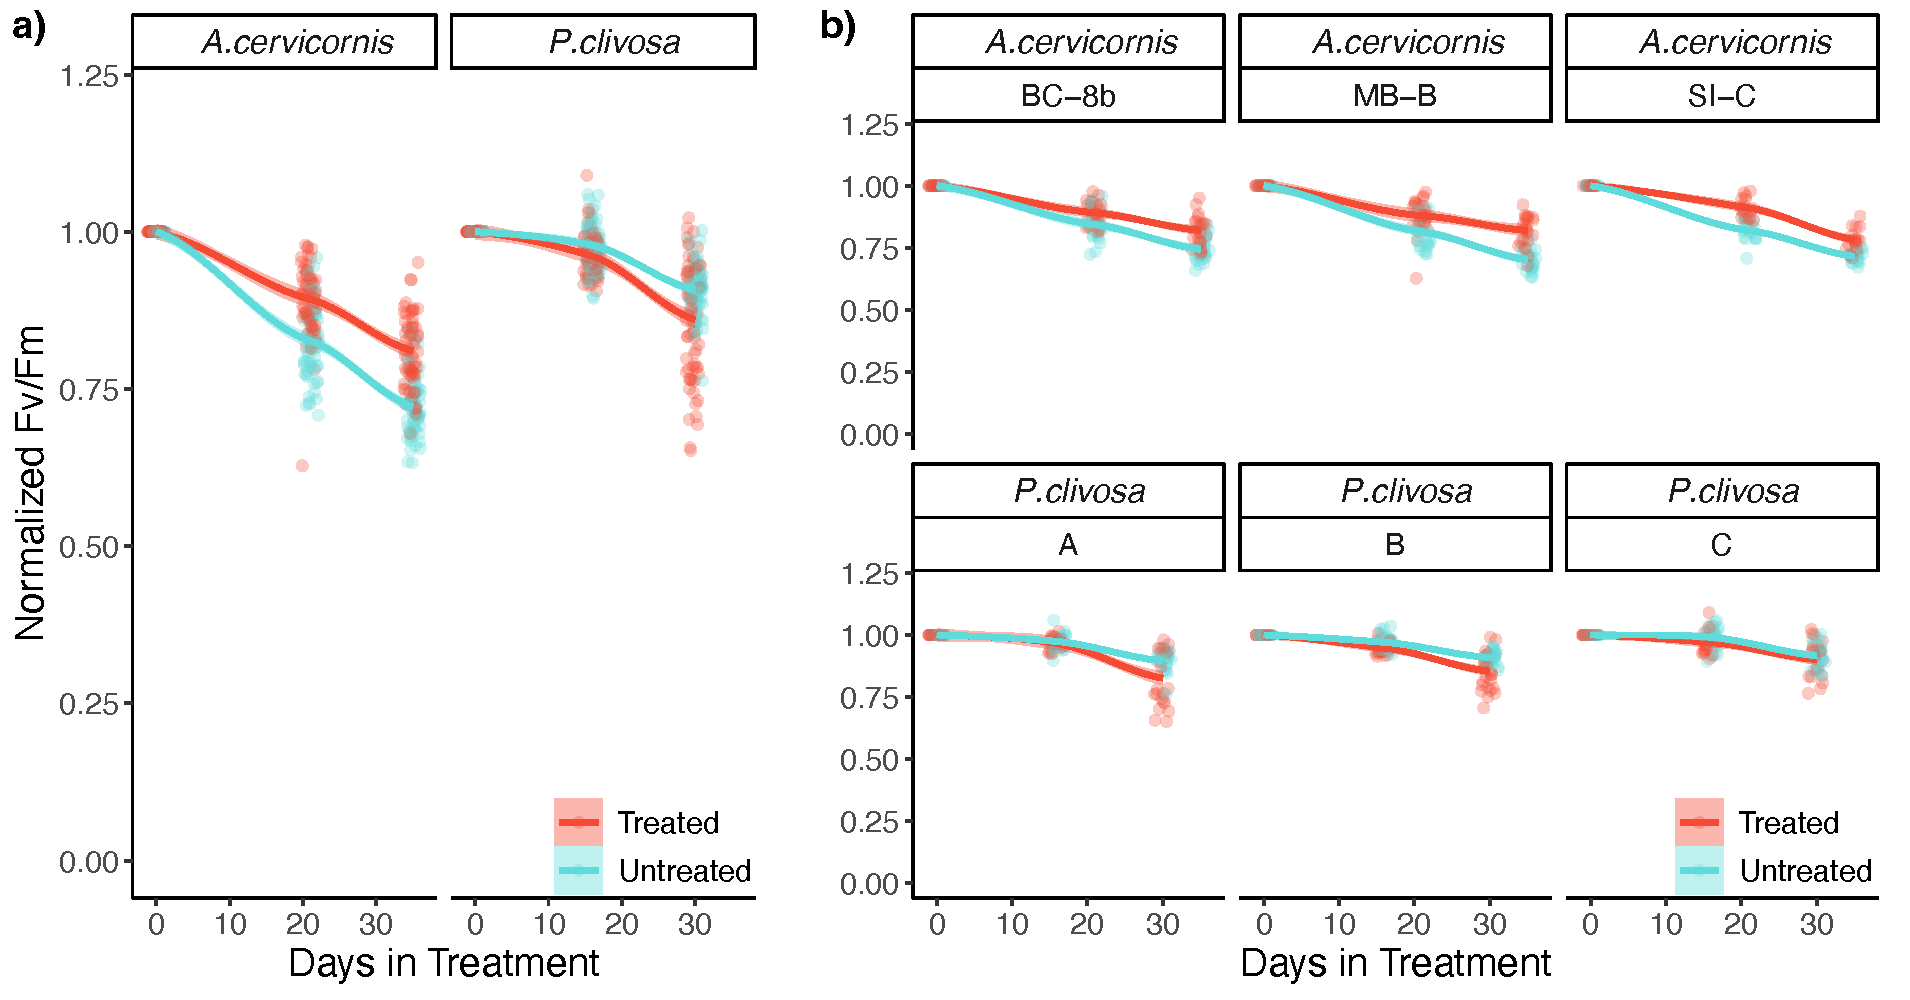 a)
A.cervicornis P.clivosa
1.25
1.00
0.75
0.50
0.25
0.00
Normalized Fv/Fm
Treated
Untreated
0 10 20 30 0 10 20 30
Days in Treatment
b)
A.cervicornis A.cervicornis A.cervicornis
BC−8b MB−B SI−C
1.25
1.00
0.75
0.50
0.25
0.00
P.clivosa P.clivosa P.clivosa
A B C
1.25
1.00
0.75
0.50
0.25
0.00
Treated
Untreated
0 10 20 30 0 10 20 30 0 10 20 30
Days in Treatment